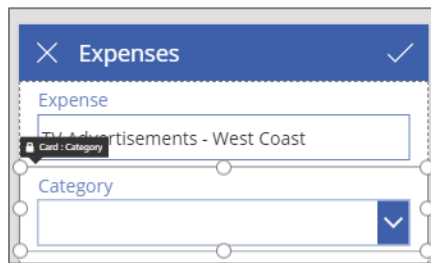 Expenses
Expense
TV Advertisements - West Coast
Card : Category
Category